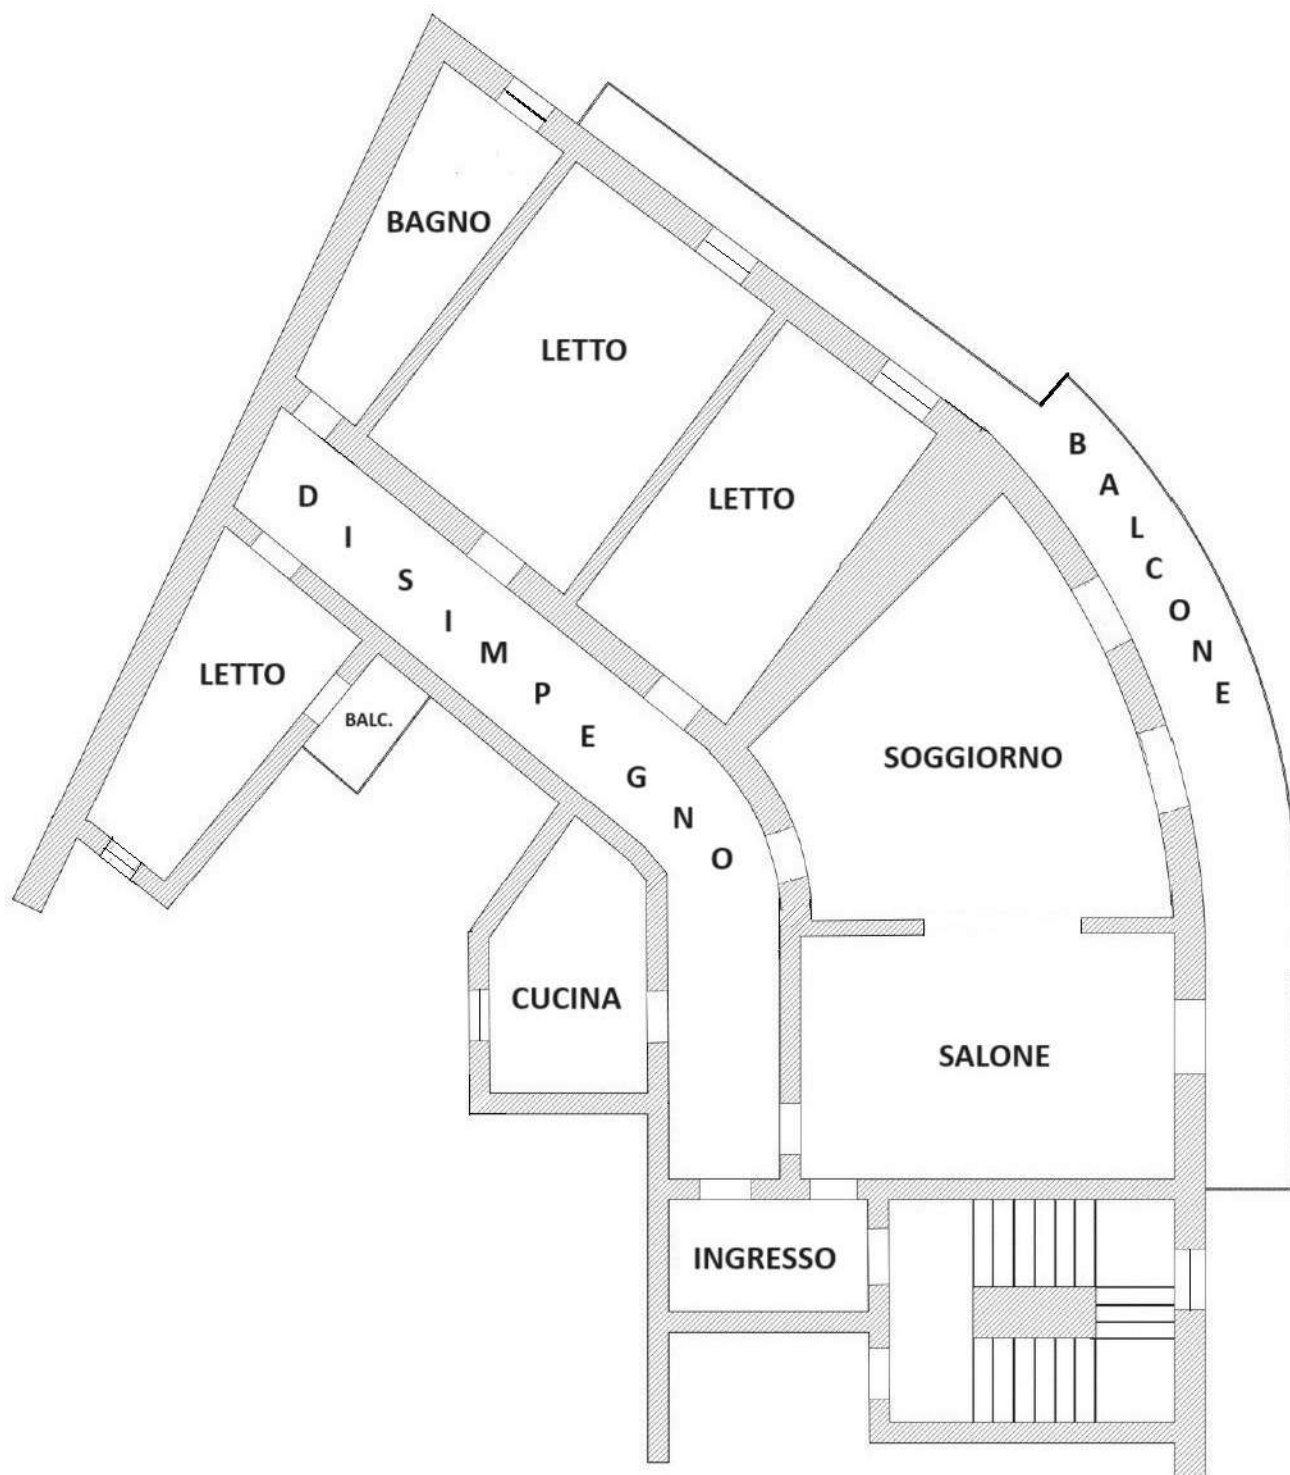 BAGNO
LETTO
LETTO
LETTO
BALC.
DISIMPEGNO
BALCONE
SOGGIORNO
CUCINA
SALONE
INGRESSO